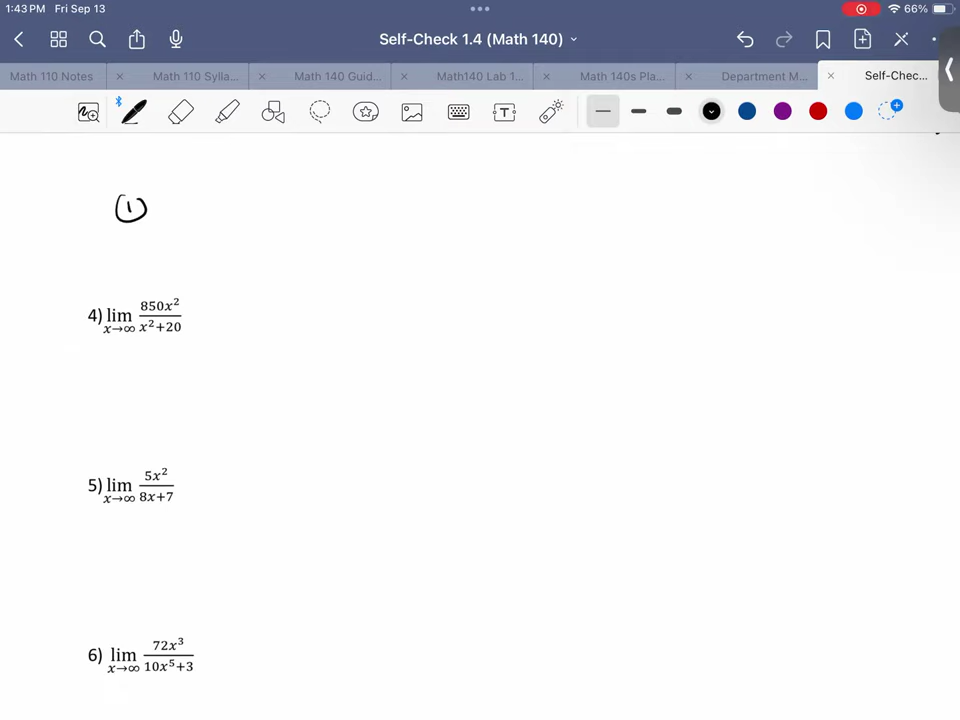 1:43 PM Fri Sep 13 66%
Self-Check 1.4 (Math 140)
Math 110 Notes Math 110 Sylla... Math 140 Guid... Math140 Lab 1... Math 140s Pla... Department M... Self-Chec...
T
①
4) lim x→∞ 850x²/x²+20
5) lim x→∞ 5x²/8x+7
6) lim x→∞ 72x³/10x⁵+3